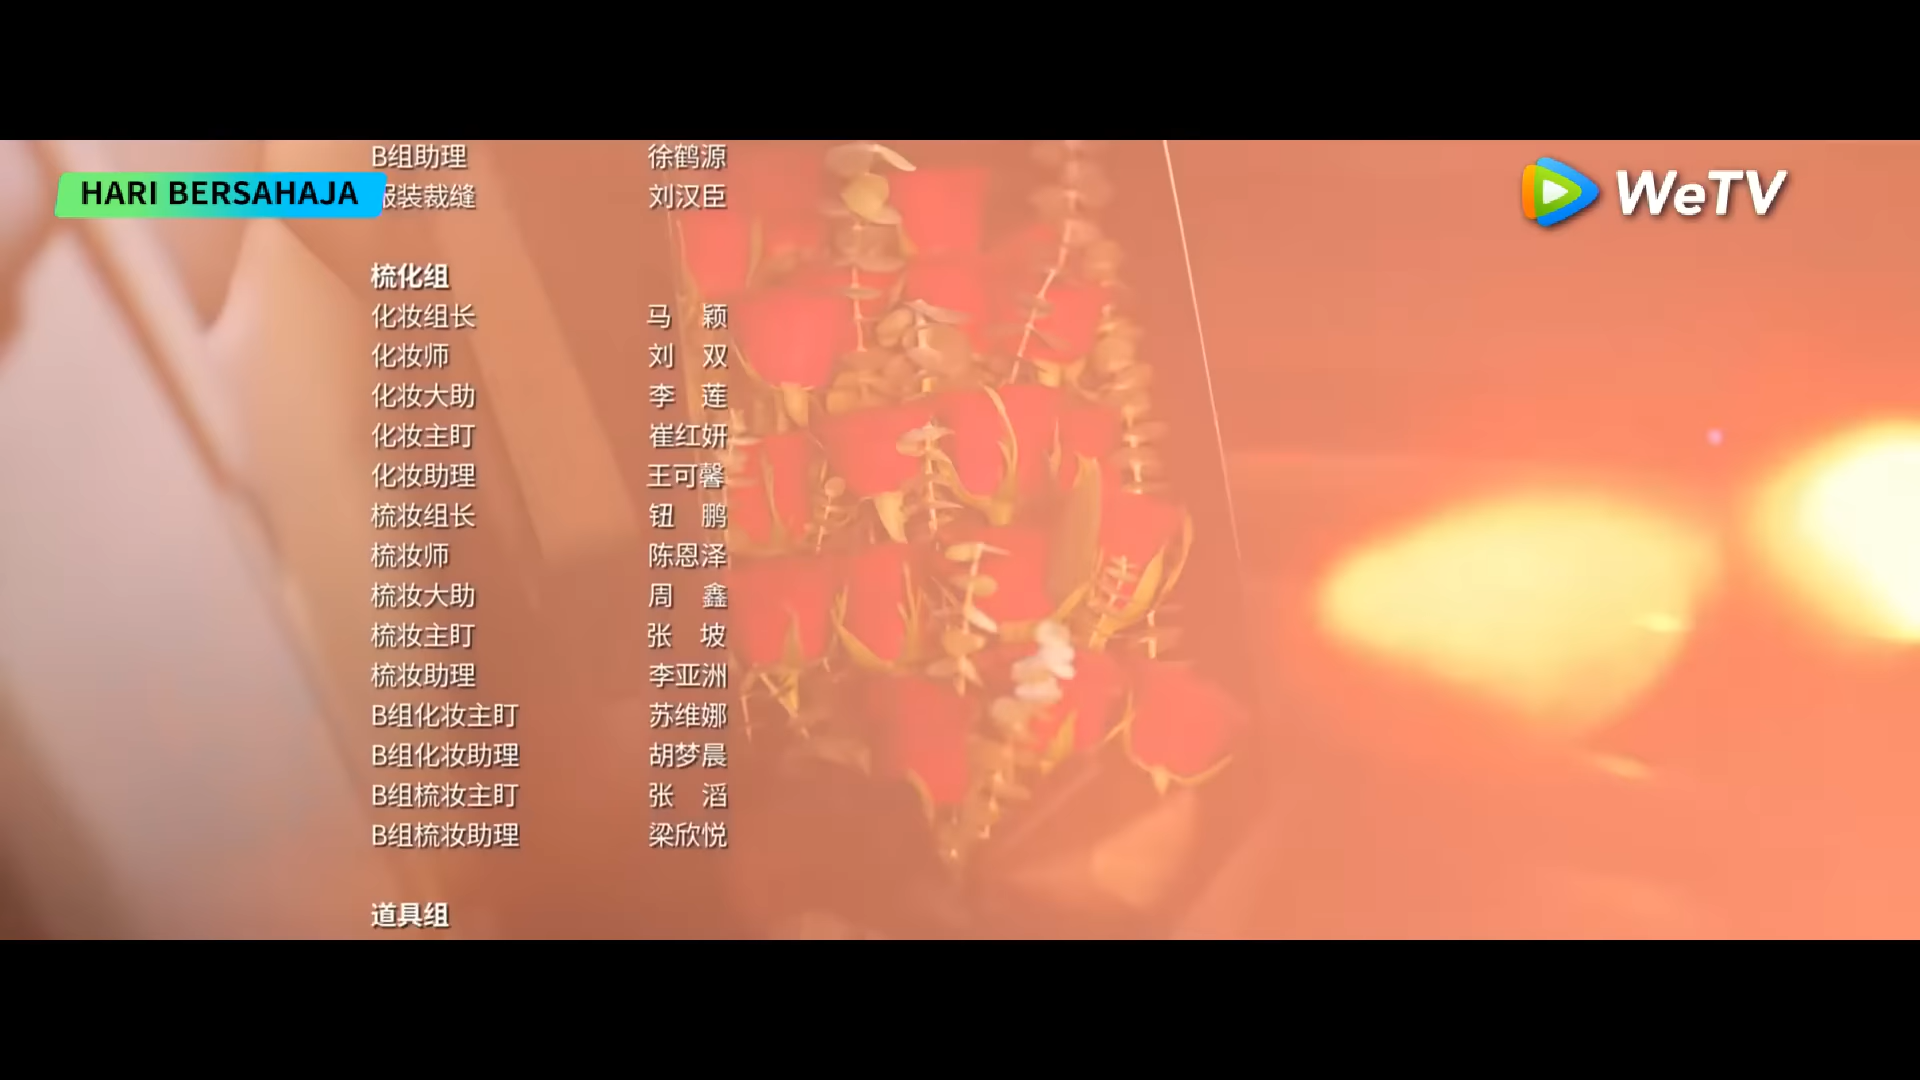 B组助理 徐鹤源
HARI BERSAHAJA
服装裁缝 刘汉臣
WeTV
梳化组
化妆组长 马 颖
化妆师 刘 双
化妆大助 李 莲
化妆主盯 崔红妍
化妆助理 王可馨
梳妆组长 钮 鹏
梳妆师 陈恩泽
梳妆大助 周 鑫
梳妆主盯 张 坡
梳妆助理 李亚洲
B组化妆主盯 苏维娜
B组化妆助理 胡梦晨
B组梳妆主盯 张 滔
B组梳妆助理 梁欣悦
道具组